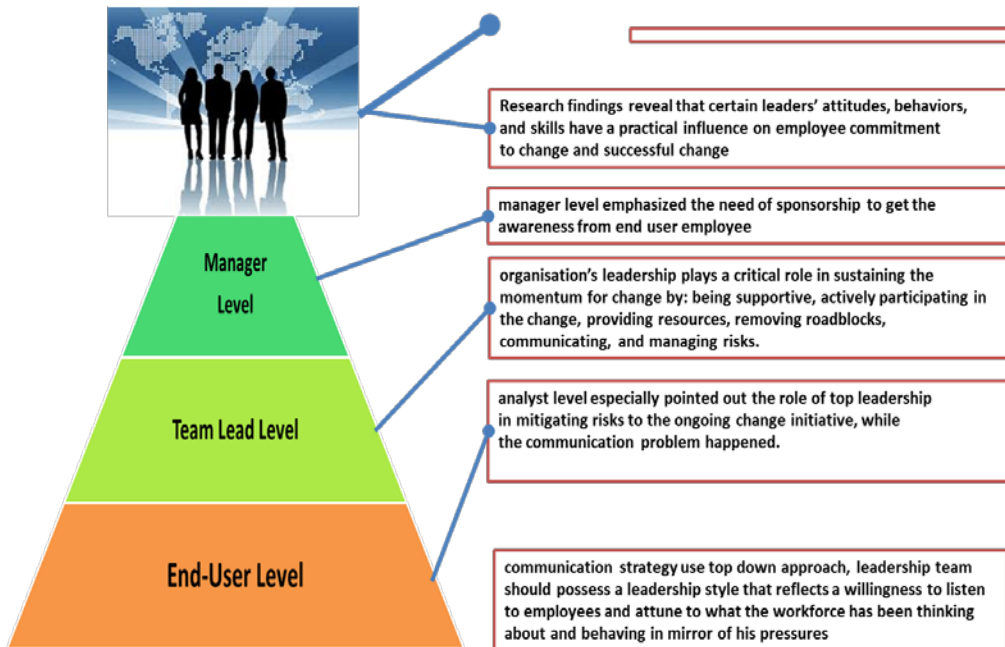 Research findings reveal that certain leaders' attitudes, behaviors,
and skills have a practical influence on employee commitment
to change and successful change
manager level emphasized the need of sponsorship to get the
awareness from end user employee
Manager
Level
organisation's leadership plays a critical role in sustaining the
momentum for change by: being supportive, actively participating in
the change, providing resources, removing roadblocks,
communicating, and managing risks.
Team Lead Level
analyst level especially pointed out the role of top leadership
in mitigating risks to the ongoing change initiative, while
the communication problem happened.
End-User Level
communication strategy use top down approach, leadership team
should possess a leadership style that reflects a willingness to listen
to employees and attune to what the workforce has been thinking
about and behaving in mirror of his pressures